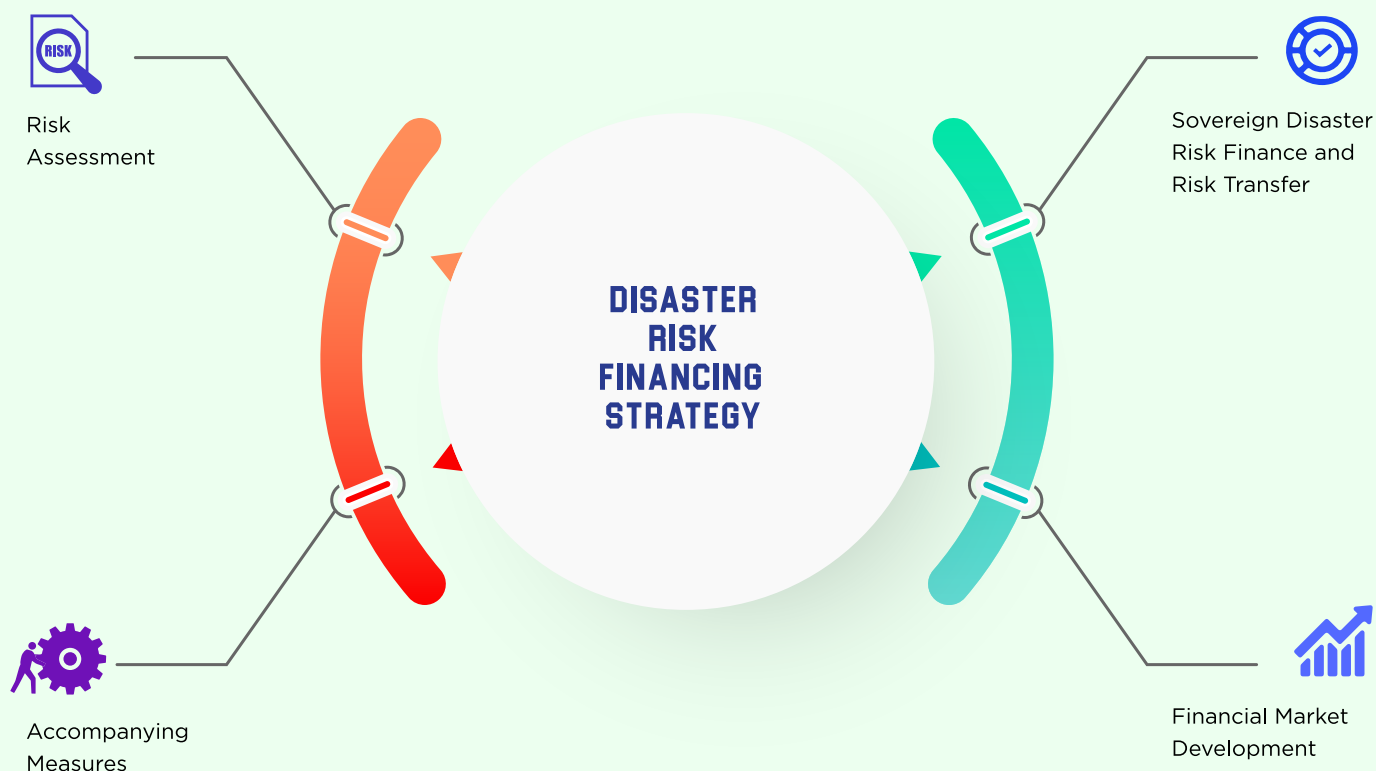 RISK
Risk
Assessment
Sovereign Disaster
Risk Finance and
Risk Transfer
DISASTER
RISK
FINANCING
STRATEGY
Accompanying
Measures
Financial Market
Development